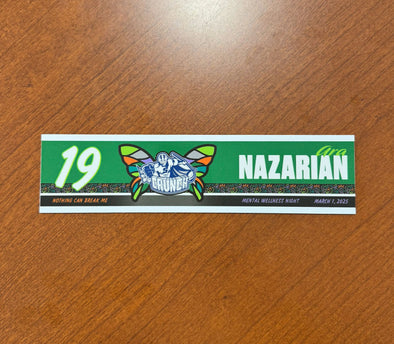 19
CRUNCH
Ara
NAZARIAN
NOTHING CAN BREAK ME
MENTAL WELLNESS NIGHT MARCH 1, 2025